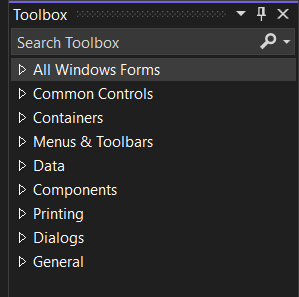 Toolbox
Search Toolbox
All Windows Forms
Common Controls
Containers
Menus & Toolbars
Data
Components
Printing
Dialogs
General